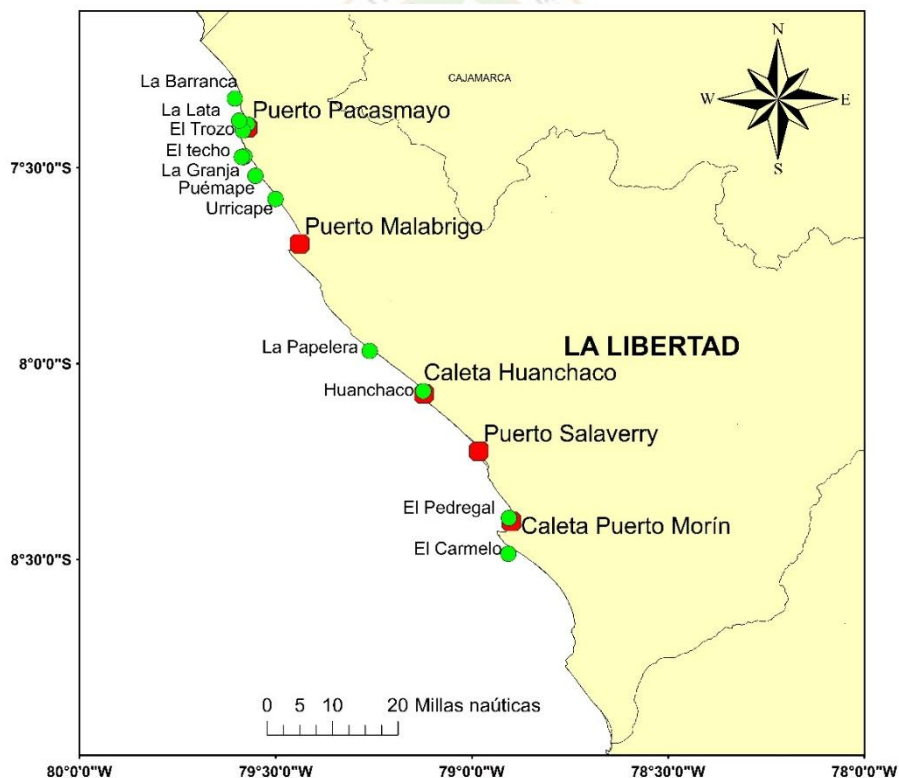 N
W
E
S
CAJAMARCA
La Barranca
La Lata
Puerto Pacasmayo
El Trozo
El techo
7°30'0"S
La Granja
Puémape
Urricape
Puerto Malabrigo
La Papelera
LA LIBERTAD
8°0'0"S
Caleta Huanchaco
Huanchaco
Puerto Salaverry
El Pedregal
Caleta Puerto Morín
El Carmelo
8°30'0"S
0 5 10 20 Millas naúticas
80°0'0"W 79°30'0"W 79°0'0"W 78°30'0"W 78°0'0"W